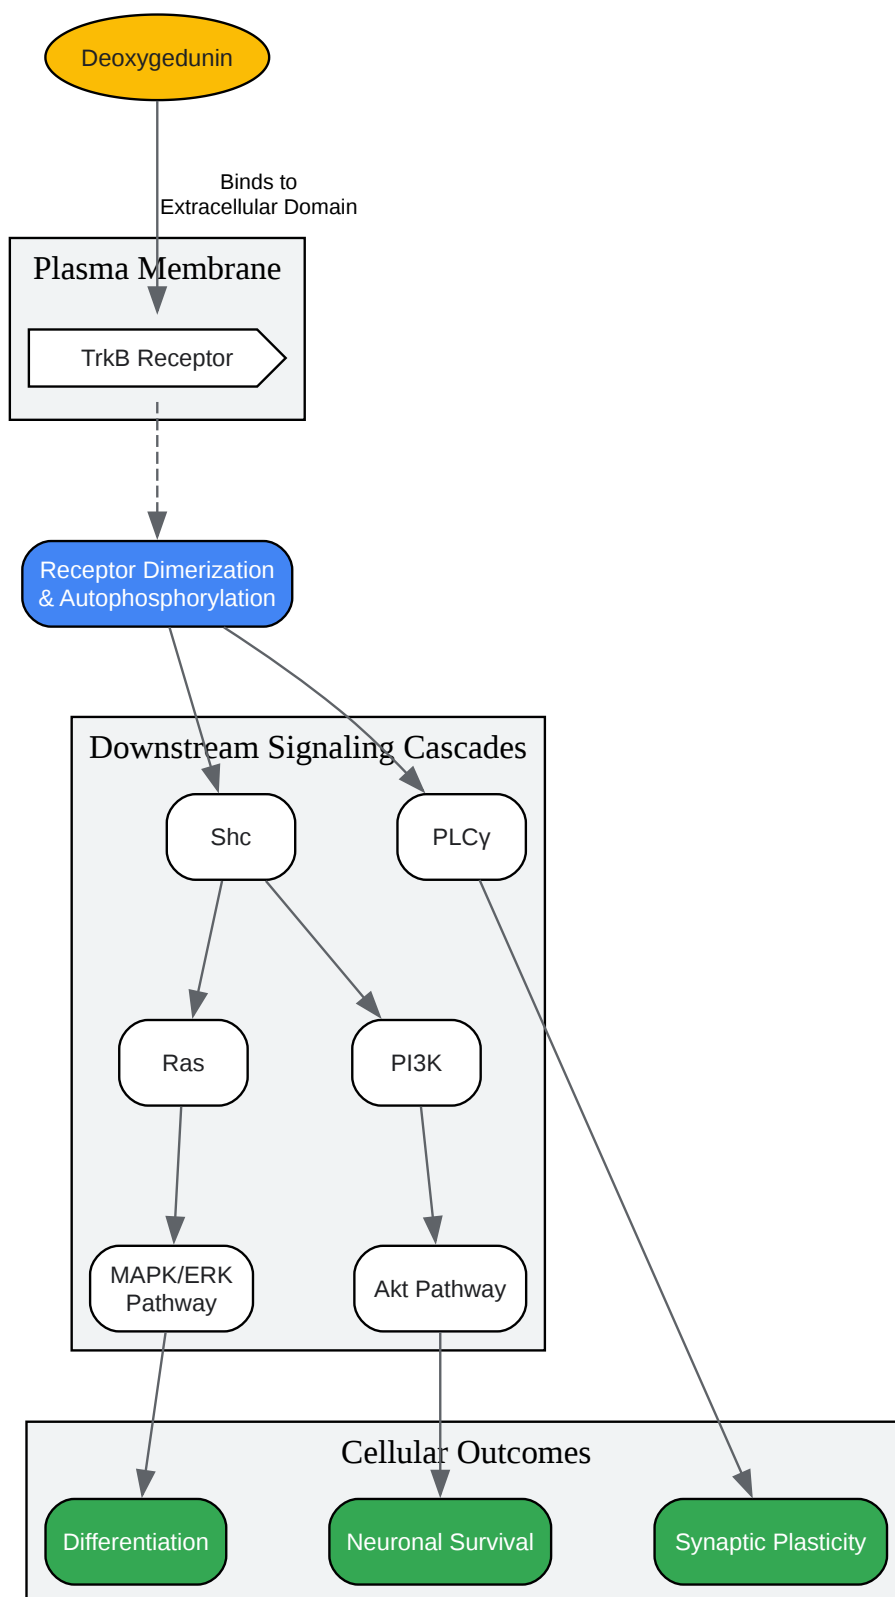 Deoxygedunin
Binds to
Extracellular Domain
Plasma Membrane
TrkB Receptor
Receptor Dimerization
& Autophosphorylation
Downstream Signaling Cascades
Shc
PLCγ
Ras
PI3K
MAPK/ERK
Pathway
Akt Pathway
Cellular Outcomes
Differentiation
Neuronal Survival
Synaptic Plasticity